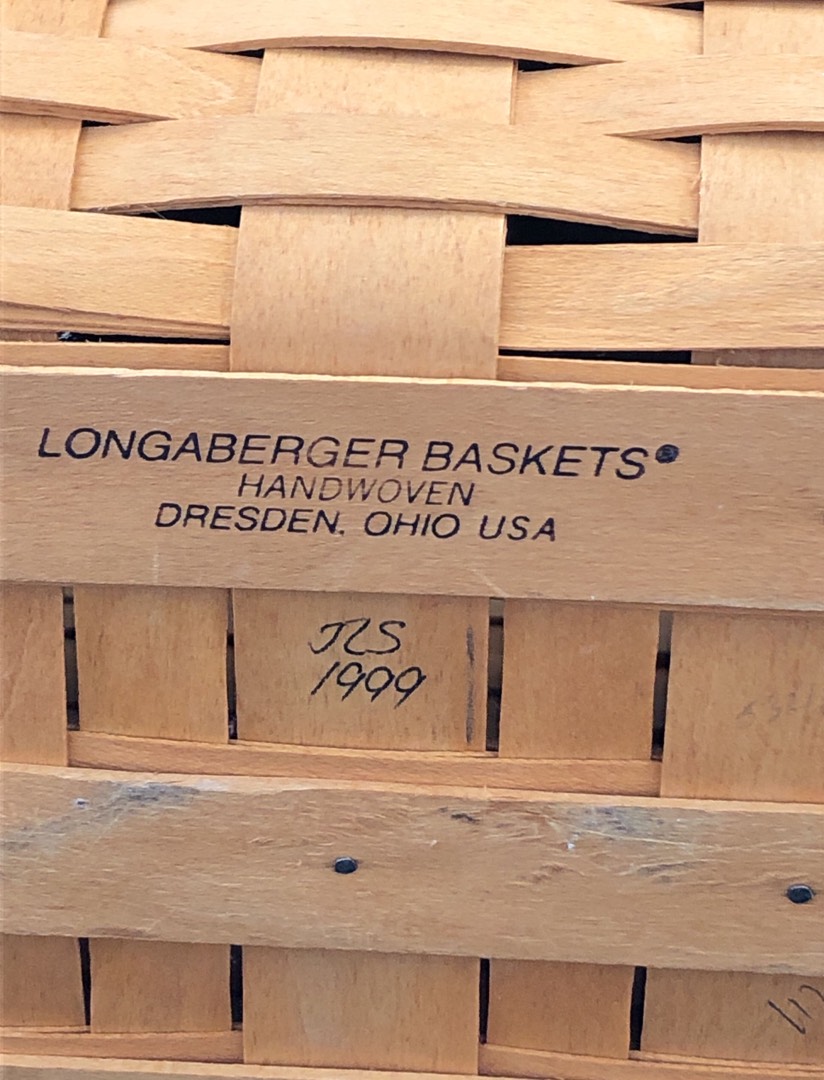 LONGABERGER BASKETS®
HANDWOVEN
DRESDEN, OHIO USA
JLS
1999